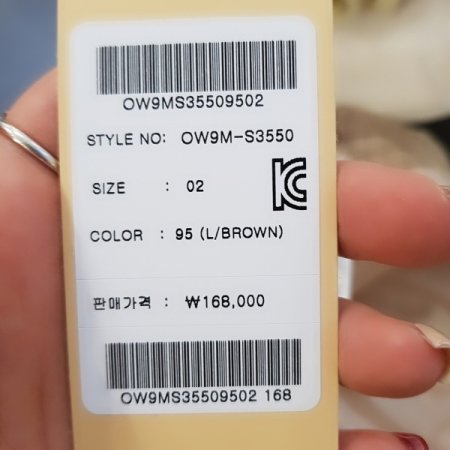 OW9MS35509502
STYLE NO: OW9M-S3550
SIZE : 02
COLOR : 95 (L/BROWN)
판매가격 : ₩168,000
OW9MS35509502 168